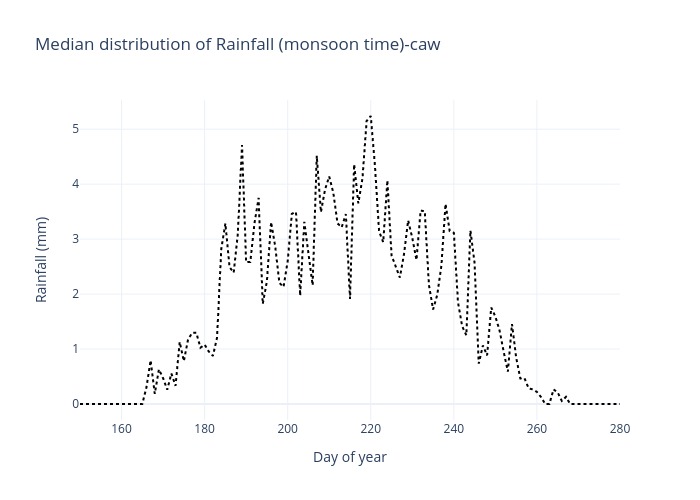 Median distribution of Rainfall (monsoon time)-caw
5
4
3
2
1
0
Rainfall (mm)
160 180 200 220 240 260 280
Day of year